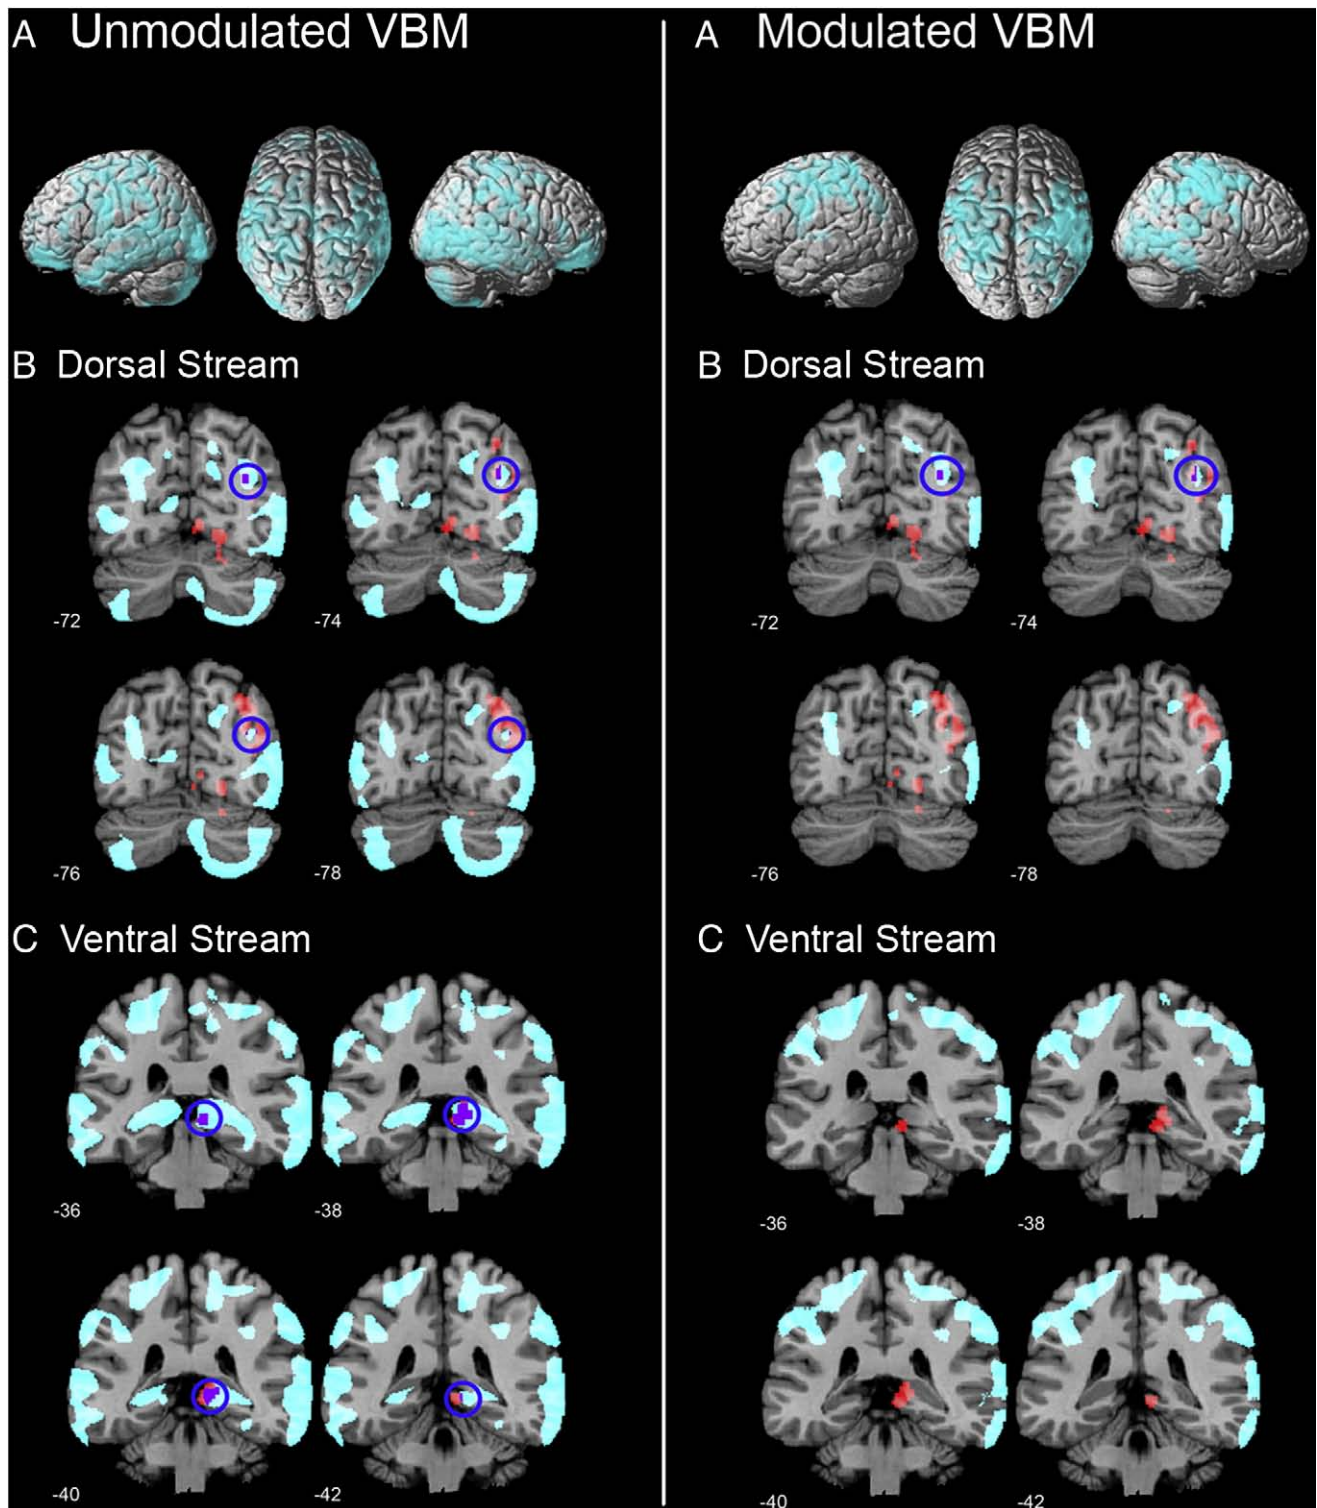 A Unmodulated VBM
B Dorsal Stream
-72
-74
-76
-78
C Ventral Stream
-36
-38
-40
-42
A Modulated VBM
B Dorsal Stream
-72
-74
-76
-78
C Ventral Stream
-36
-38
-40
-42